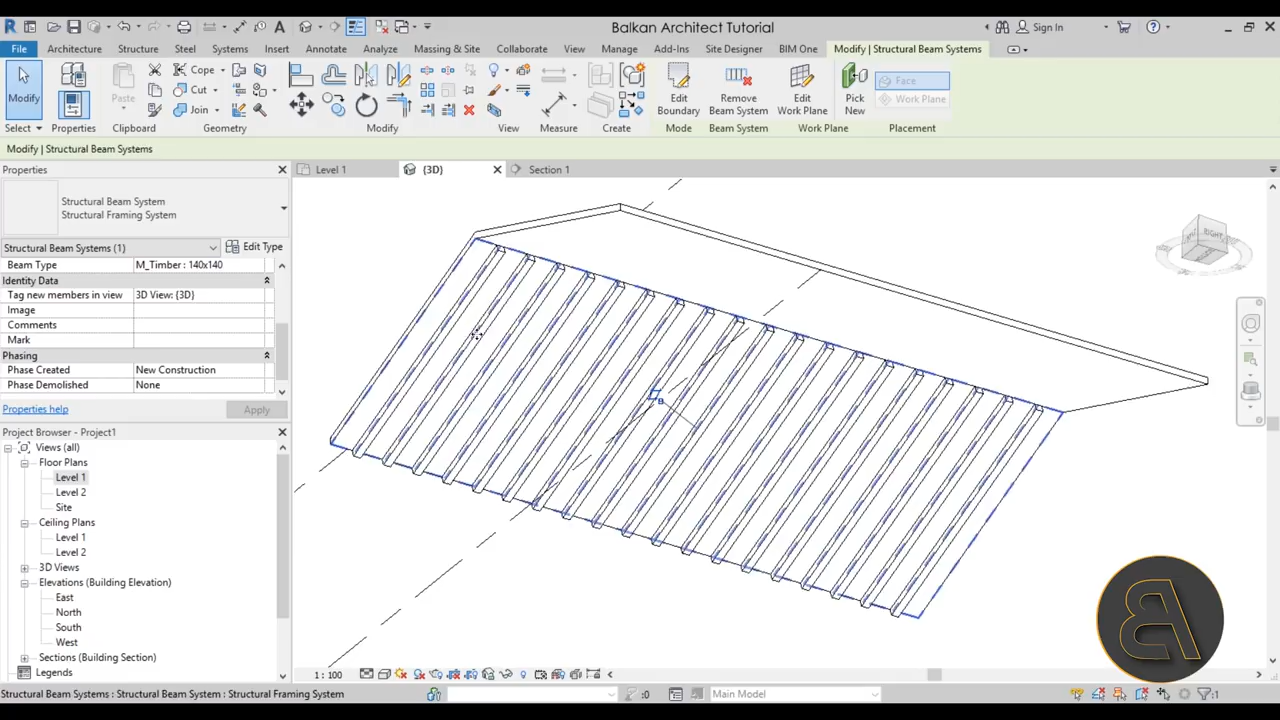 Balkan Architect Tutorial
Sign In
File Architecture Structure Steel Systems Insert Annotate Analyze Massing & Site Collaborate View Manage Add-Ins Site Designer BIM One Modify | Structural Beam Systems
Modify
Paste
Cope
Cut
Join
Edit Boundary
Remove Beam System
Edit Work Plane
Pick New
Face
Work Plane
Select Properties Clipboard Geometry Modify View Measure Create Mode Beam System Work Plane Placement
Modify | Structural Beam Systems
Properties
Level 1 {3D} Section 1
Structural Beam System
Structural Framing System
Structural Beam Systems (1) Edit Type
Beam Type M_Timber : 140x140
Identity Data
Tag new members in view 3D View: {3D}
Image
Comments
Mark
Phasing
Phase Created New Construction
Phase Demolished None
Properties help Apply
Project Browser - Project1
Views (all)
Floor Plans
Level 1
Level 2
Site
Ceiling Plans
Level 1
Level 2
3D Views
Elevations (Building Elevation)
East
North
South
West
Sections (Building Section)
Legends
RIGHT
1 : 100
Structural Beam Systems : Structural Beam System : Structural Framing System
:0
Main Model
:1